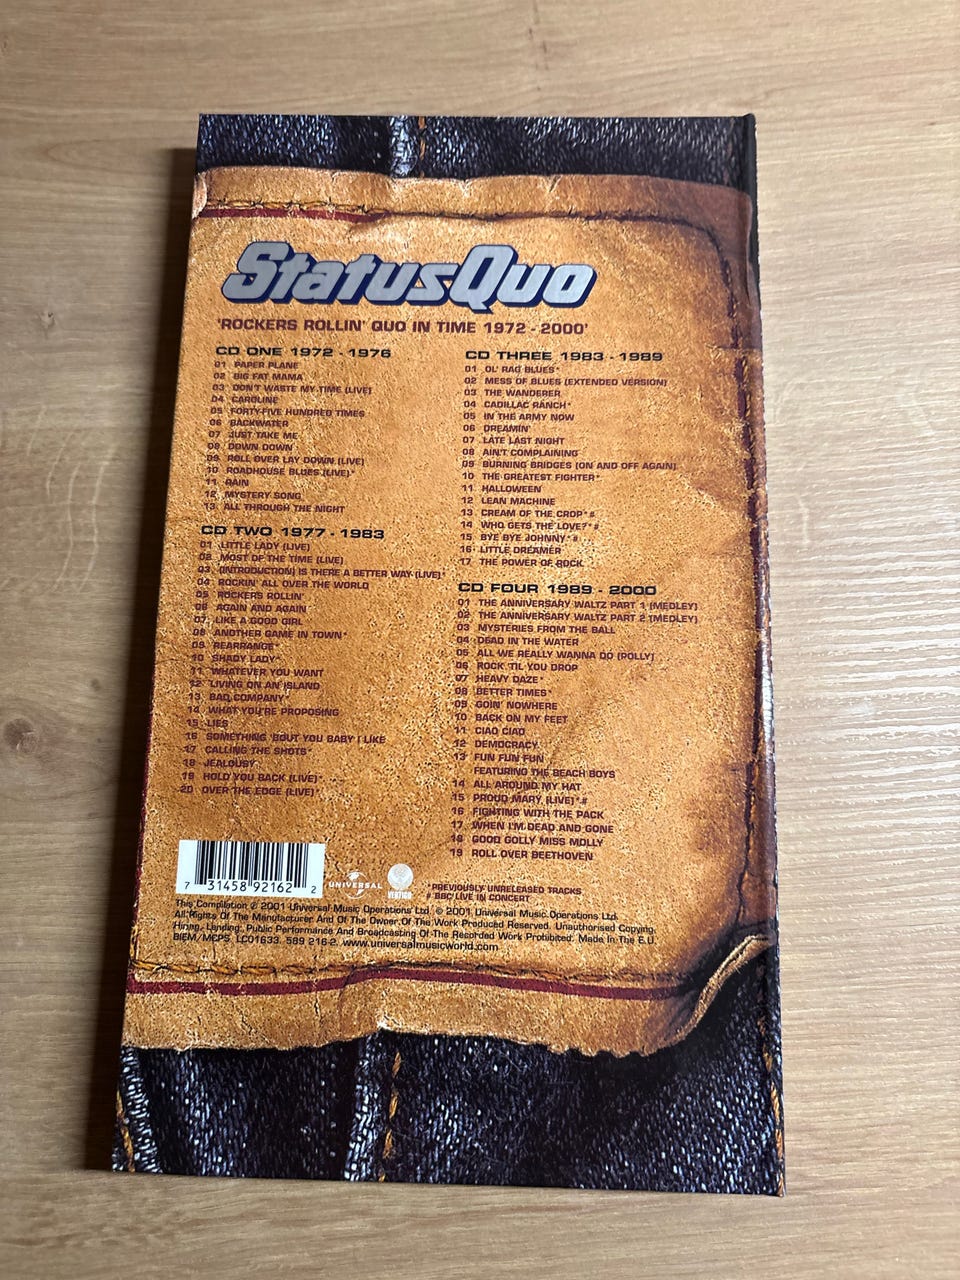 Status Quo
'ROCKERS ROLLIN' QUO IN TIME 1972 - 2000'
CD ONE 1972 - 1976
01 PAPER PLANE
02 BIG FAT MAMA
03 DON'T WASTE MY TIME (LIVE)
04 CAROLINE
05 FORTY-FIVE HUNDRED TIMES
06 BACKWATER
07 JUST TAKE ME
08 DOWN DOWN
09 ROLL OVER LAY DOWN (LIVE)
10 ROADHOUSE BLUES (LIVE)
11 RAIN
12 MYSTERY SONG
13 ALL THROUGH THE NIGHT
CD TWO 1977 - 1983
01 LITTLE LADY (LIVE)
02 MOST OF THE TIME (LIVE)
03 (INTRODUCTION) IS THERE A BETTER WAY (LIVE)*
04 ROCKIN' ALL OVER THE WORLD
05 ROCKERS ROLLIN'
06 AGAIN AND AGAIN
07 LIKE A GOOD GIRL
08 ANOTHER GAME IN TOWN*
09 REARRANGE*
10 SHADY LADY*
11 WHATEVER YOU WANT
12 LIVING ON AN ISLAND
13 BAD COMPANY*
14 WHAT YOU'RE PROPOSING
15 LIES
16 SOMETHING 'BOUT YOU BABY I LIKE
17 CALLING THE SHOTS*
18 JEALOUSY
19 HOLD YOU BACK (LIVE)*
20 OVER THE EDGE (LIVE)*
CD THREE 1983 - 1989
01 OL' RAG BLUES*
02 MESS OF BLUES (EXTENDED VERSION)
03 THE WANDERER
04 CADILLAC RANCH*
05 IN THE ARMY NOW
06 DREAMIN'
07 LATE LAST NIGHT
08 AIN'T COMPLAINING
09 BURNING BRIDGES (ON AND OFF AGAIN)
10 THE GREATEST FIGHTER*
11 HALLOWEEN
12 LEAN MACHINE
13 CREAM OF THE CROP*#
14 WHO GETS THE LOVE?*#
15 BYE BYE JOHNNY*#
16 LITTLE DREAMER
17 THE POWER OF ROCK
CD FOUR 1989 - 2000
01 THE ANNIVERSARY WALTZ PART 1 (MEDLEY)
02 THE ANNIVERSARY WALTZ PART 2 (MEDLEY)
03 MYSTERIES FROM THE BALL
04 DEAD IN THE WATER
05 ALL WE REALLY WANNA DO (POLLY)
06 ROCK 'TIL YOU DROP
07 HEAVY DAZE*
08 BETTER TIMES*
09 GOIN' NOWHERE
10 BACK ON MY FEET
11 CIAO CIAO
12 DEMOCRACY
13 FUN FUN FUN
FEATURING THE BEACH BOYS
14 ALL AROUND MY HAT
15 PROUD MARY (LIVE)*#
16 FIGHTING WITH THE PACK
17 WHEN I'M DEAD AND GONE
18 GOOD GOLLY MISS MOLLY
19 ROLL OVER BEETHOVEN
7 31458 92162 2
UNIVERSAL
VERTIGO
*PREVIOUSLY UNRELEASED TRACKS
# BBC LIVE IN CONCERT
This Compilation ℗ 2001 Universal Music Operations Ltd. © 2001 Universal Music Operations Ltd.
All Rights Of The Manufacturer And Of The Owner Of The Work Produced Reserved. Unauthorised Copying,
Hiring, Lending, Public Performance And Broadcasting Of The Recorded Work Prohibited. Made In The E.U.
BIEM/MCPS LC01633. 589 216-2. www.universalmusicworld.com